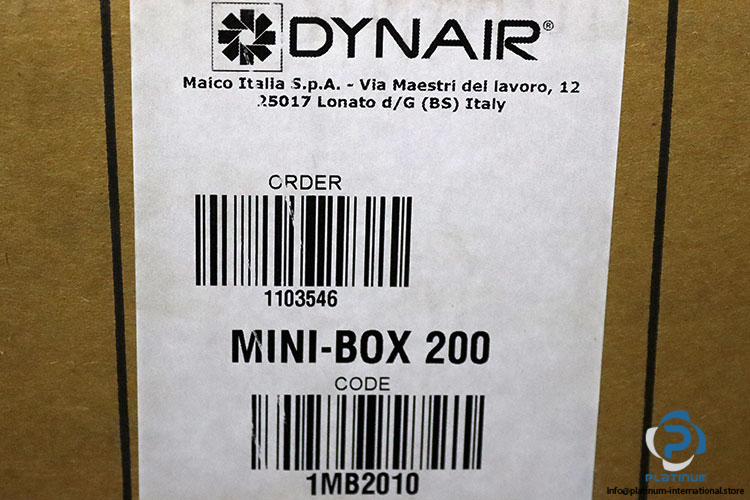 DYNAIR®
Maico Italia S.p.A. - Via Maestri del lavoro, 12
25017 Lonato d/G (BS) Italy
ORDER
1103546
MINI-BOX 200
CODE
1MB2010
PLATINUM
info@platinum-international.store